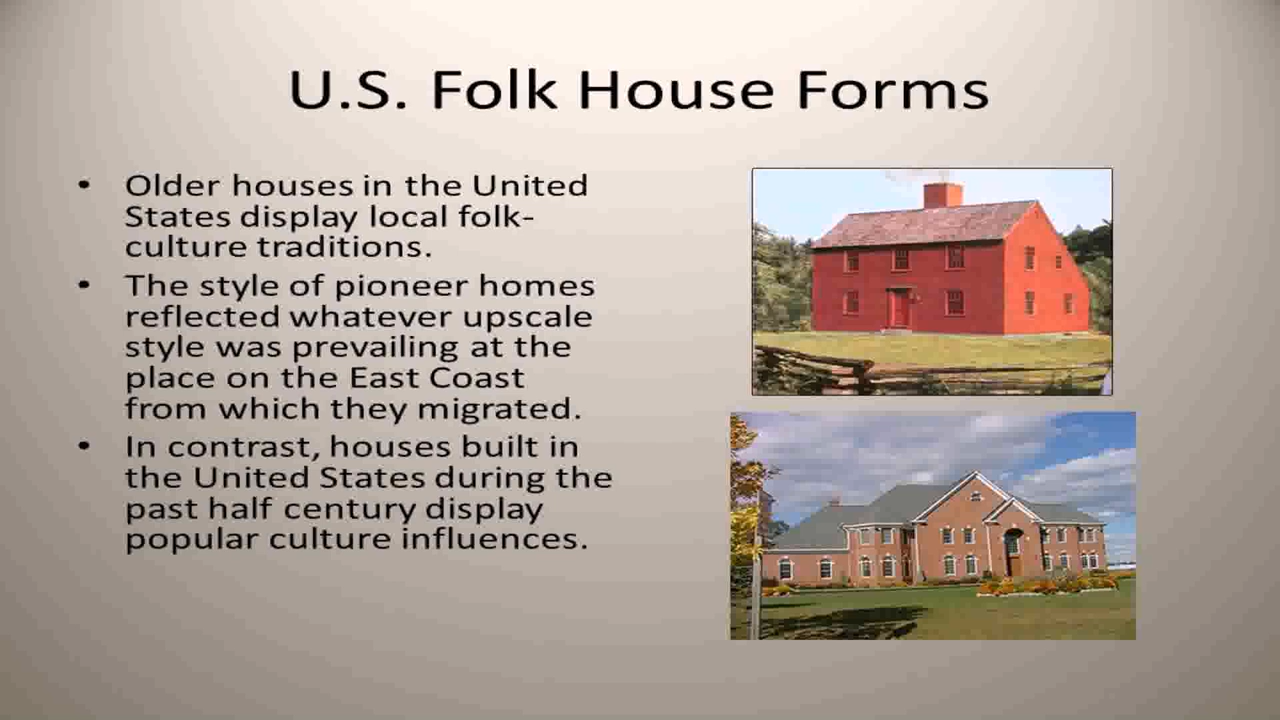 U.S. Folk House Forms
• Older houses in the United
States display local folk-
culture traditions.
• The style of pioneer homes
reflected whatever upscale
style was prevailing at the
place on the East Coast
from which they migrated.
• In contrast, houses built in
the United States during the
past half century display
popular culture influences.